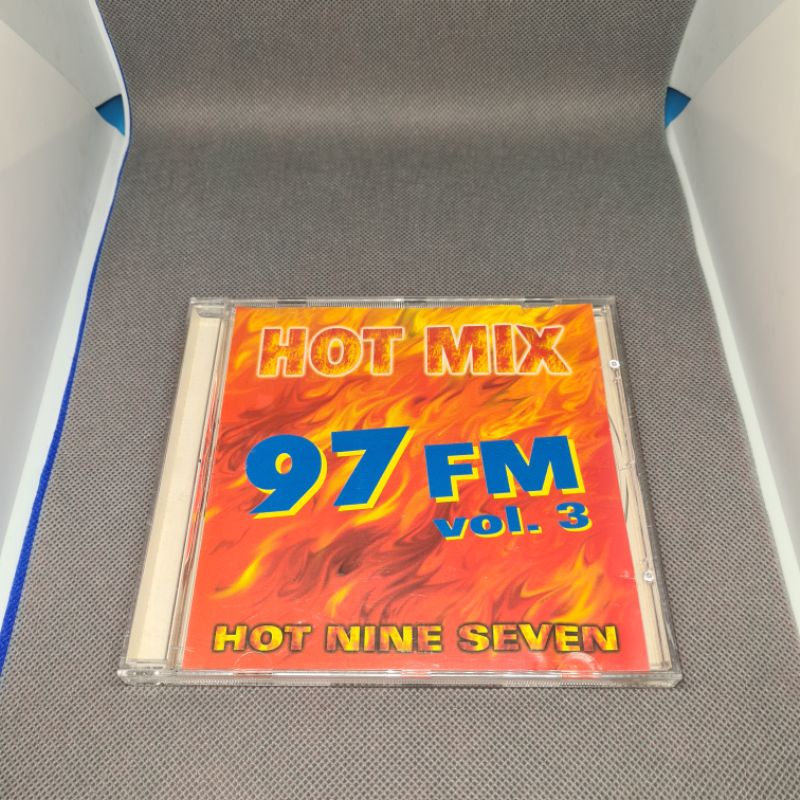 HOT MIX
97 FM
vol. 3
HOT NINE SEVEN